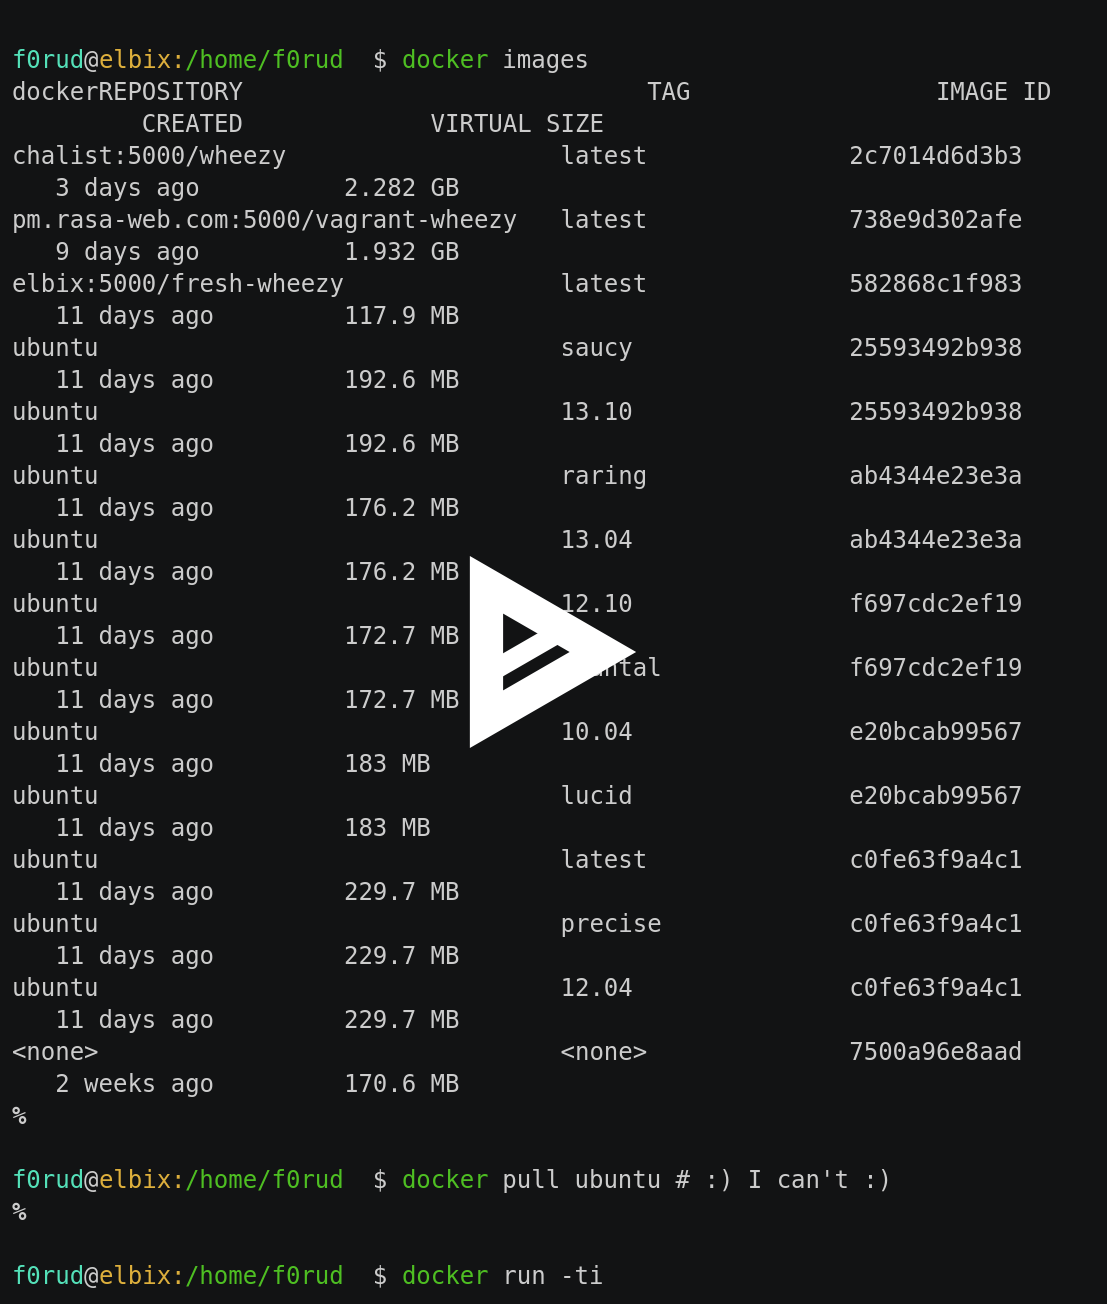 f0rud@elbix:/home/f0rud  $ docker images
dockerREPOSITORY                            TAG                 IMAGE ID
         CREATED             VIRTUAL SIZE
chalist:5000/wheezy                   latest              2c7014d6d3b3
   3 days ago          2.282 GB
pm.rasa-web.com:5000/vagrant-wheezy   latest              738e9d302afe
   9 days ago          1.932 GB
elbix:5000/fresh-wheezy               latest              582868c1f983
   11 days ago         117.9 MB
ubuntu                                saucy               25593492b938
   11 days ago         192.6 MB
ubuntu                                13.10               25593492b938
   11 days ago         192.6 MB
ubuntu                                raring              ab4344e23e3a
   11 days ago         176.2 MB
ubuntu                                13.04               ab4344e23e3a
   11 days ago         176.2 MB
ubuntu                                12.10               f697cdc2ef19
   11 days ago         172.7 MB
ubuntu                                                    f697cdc2ef19
   11 days ago         172.7 MB
ubuntu                                10.04               e20bcab99567
   11 days ago         183 MB
ubuntu                                lucid               e20bcab99567
   11 days ago         183 MB
ubuntu                                latest              c0fe63f9a4c1
   11 days ago         229.7 MB
ubuntu                                precise             c0fe63f9a4c1
   11 days ago         229.7 MB
ubuntu                                12.04               c0fe63f9a4c1
   11 days ago         229.7 MB
<none>                                <none>              7500a96e8aad
   2 weeks ago         170.6 MB
%
f0rud@elbix:/home/f0rud  $ docker pull ubuntu # :) I can't :)
%
f0rud@elbix:/home/f0rud  $ docker run -ti